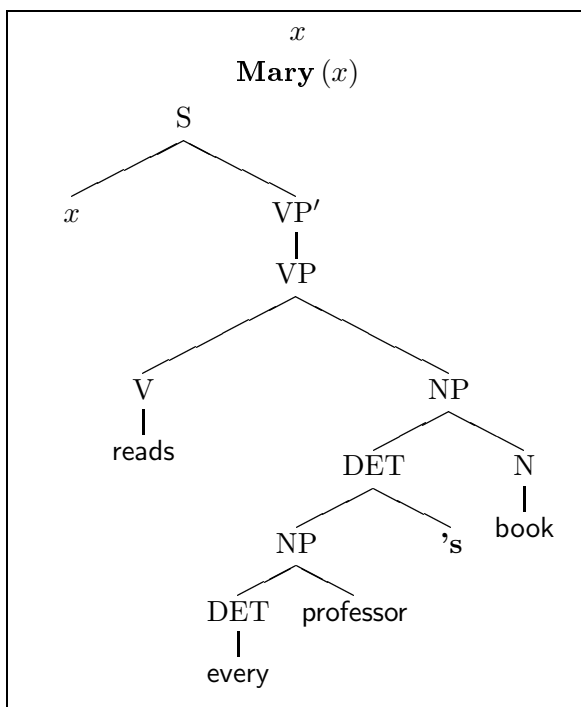 x
Mary (x)
S
x VP′
VP
V NP
reads DET N
NP 's book
DET professor
every